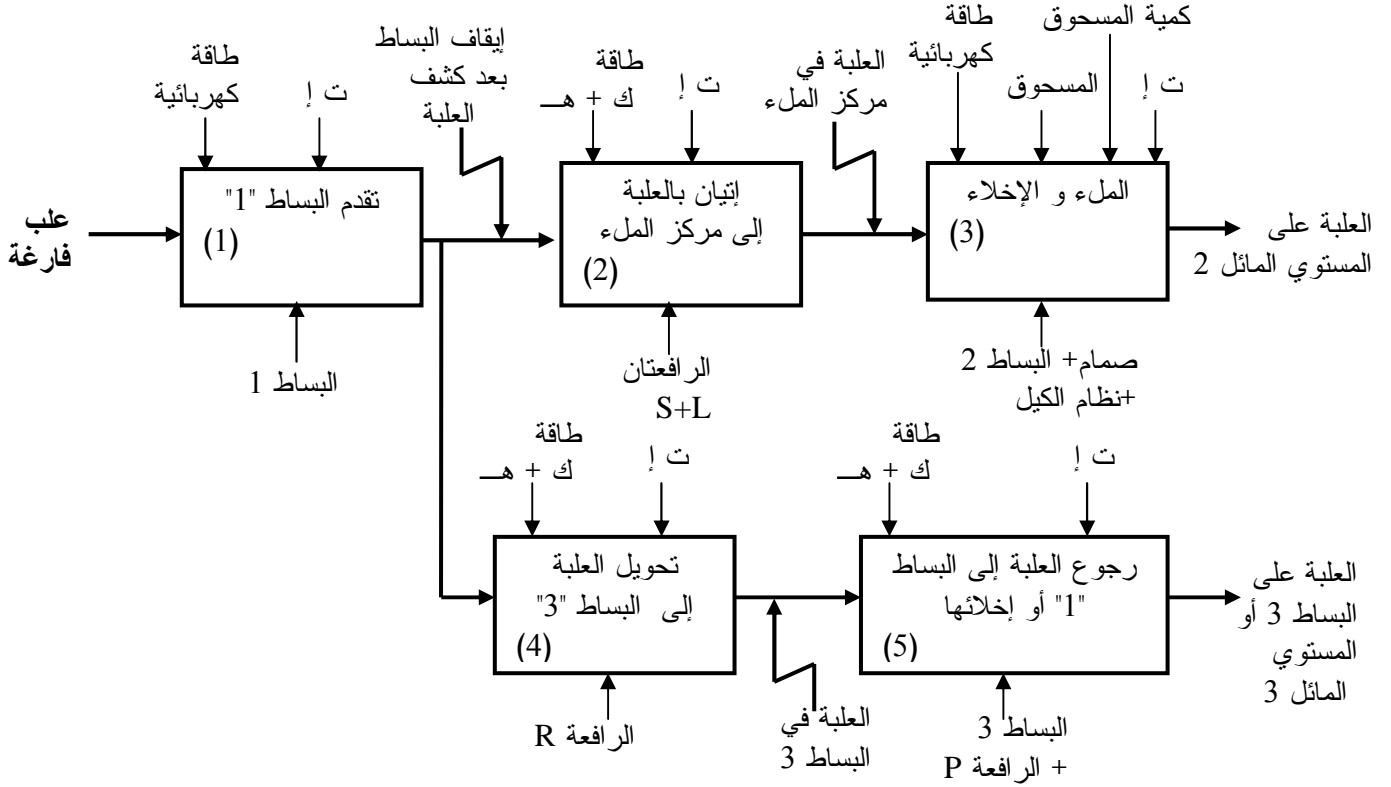 طاقة
كهربائية
ت إ
إيقاف البساط
بعد كشف
العلبة
طاقة
ك + هـ
ت إ
العلبة في
مركز الملء
طاقة
كهربائية
المسحوق
كمية المسحوق
ت إ
علب
فارغة
تقدم البساط "1"
(1)
إتيان بالعلبة
إلى مركز الملء
(2)
الملء و الإخلاء
(3)
العلبة على
المستوي المائل 2
البساط 1
الرافعتان
S+L
صمام+ البساط 2
+نظام الكيل
طاقة
ك + هـ
ت إ
طاقة
ك + هـ
ت إ
تحويل العلبة
إلى البساط "3"
(4)
رجوع العلبة إلى البساط
"1" أو إخلائها
(5)
العلبة على
البساط 3 أو
المستوي
المائل 3
الرافعة R
العلبة في
البساط 3
البساط 3
+ الرافعة P